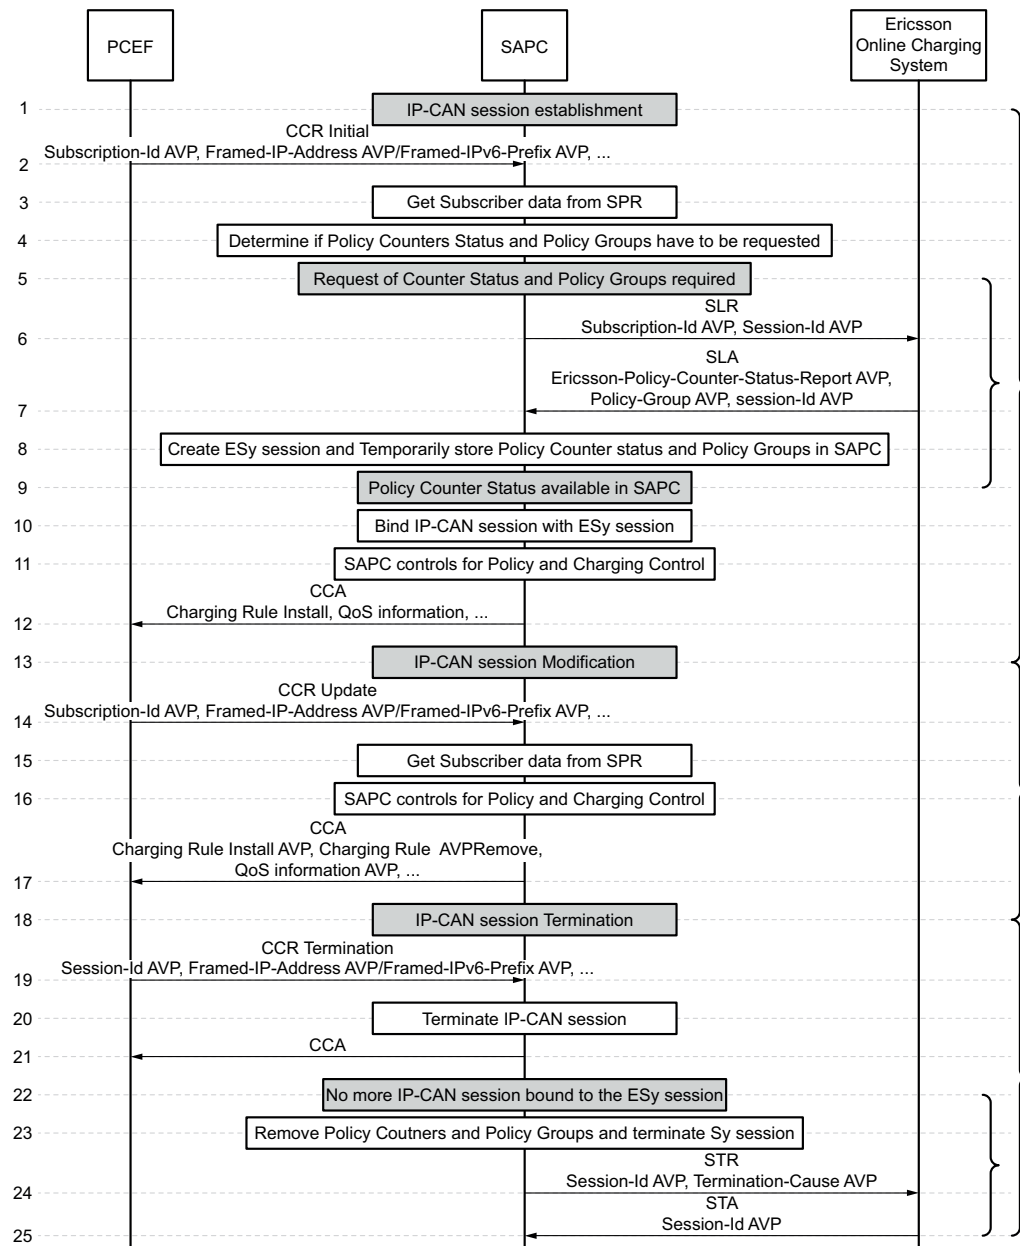 PCEF
SAPC
Ericsson
Online Charging
System
1
IP-CAN session establishment
CCR Initial
Subscription-Id AVP, Framed-IP-Address AVP/Framed-IPv6-Prefix AVP, ...
2
3
Get Subscriber data from SPR
4
Determine if Policy Counters Status and Policy Groups have to be requested
5
Request of Counter Status and Policy Groups required
SLR
Subscription-Id AVP, Session-Id AVP
6
SLA
Ericsson-Policy-Counter-Status-Report AVP,
Policy-Group AVP, session-Id AVP
7
8
Create ESy session and Temporarily store Policy Counter status and Policy Groups in SAPC
9
Policy Counter Status available in SAPC
10
Bind IP-CAN session with ESy session
11
SAPC controls for Policy and Charging Control
CCA
Charging Rule Install, QoS information, ...
12
13
IP-CAN session Modification
CCR Update
Subscription-Id AVP, Framed-IP-Address AVP/Framed-IPv6-Prefix AVP, ...
14
15
Get Subscriber data from SPR
16
SAPC controls for Policy and Charging Control
CCA
Charging Rule Install AVP, Charging Rule AVPRemove,
QoS information AVP, ...
17
18
IP-CAN session Termination
CCR Termination
Session-Id AVP, Framed-IP-Address AVP/Framed-IPv6-Prefix AVP, ...
19
20
Terminate IP-CAN session
CCA
21
22
No more IP-CAN session bound to the ESy session
23
Remove Policy Coutners and Policy Groups and terminate Sy session
STR
Session-Id AVP, Termination-Cause AVP
24
STA
Session-Id AVP
25